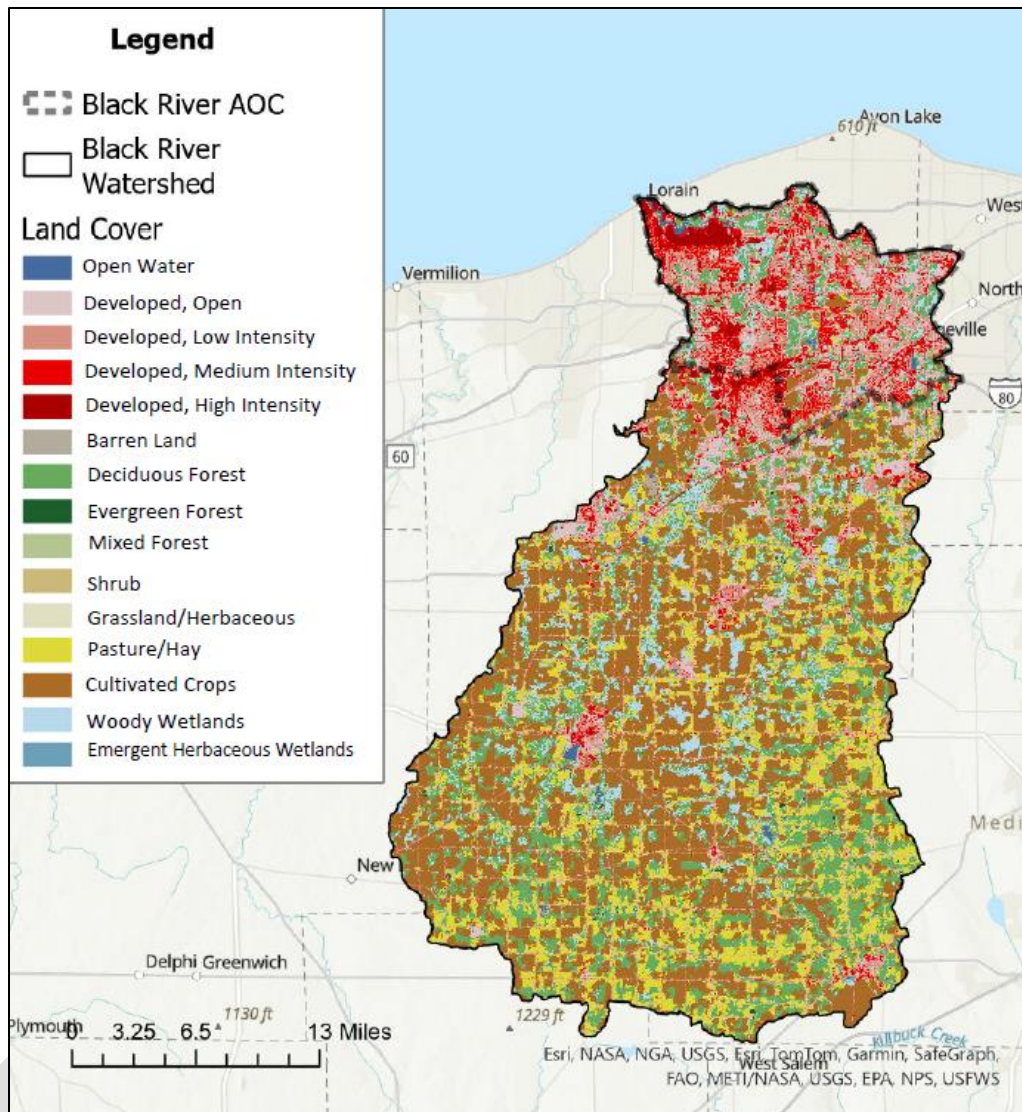 Legend
Black River AOC
Black River
Watershed
Land Cover
Open Water
Developed, Open
Developed, Low Intensity
Developed, Medium Intensity
Developed, High Intensity
Barren Land
Deciduous Forest
Evergreen Forest
Mixed Forest
Shrub
Grassland/Herbaceous
Pasture/Hay
Cultivated Crops
Woody Wetlands
Emergent Herbaceous Wetlands
Avon Lake
610 ft
Lorain
West
Vermilion
North
geville
80
60
Medi
New
Delphi Greenwich
Plymouth
1130 ft
1229 ft
0 3.25 6.5 13 Miles
Killbuck Creek
West Salem
Esri, NASA, NGA, USGS, Esri, TomTom, Garmin, SafeGraph,
FAO, METI/NASA, USGS, EPA, NPS, USFWS